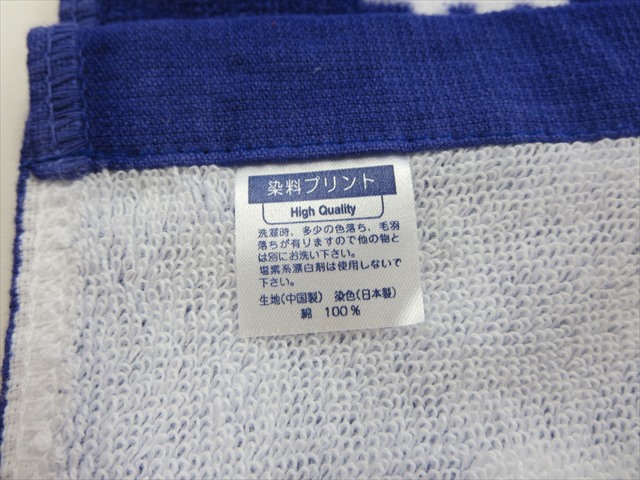 染料プリント
High Quality
洗濯時、多少の色落ち、毛羽
落ちが有りますので他の物と
は別にお洗い下さい。
塩素系漂白剤は使用しないで
下さい。
生地(中国製) 染色(日本製)
綿 100%